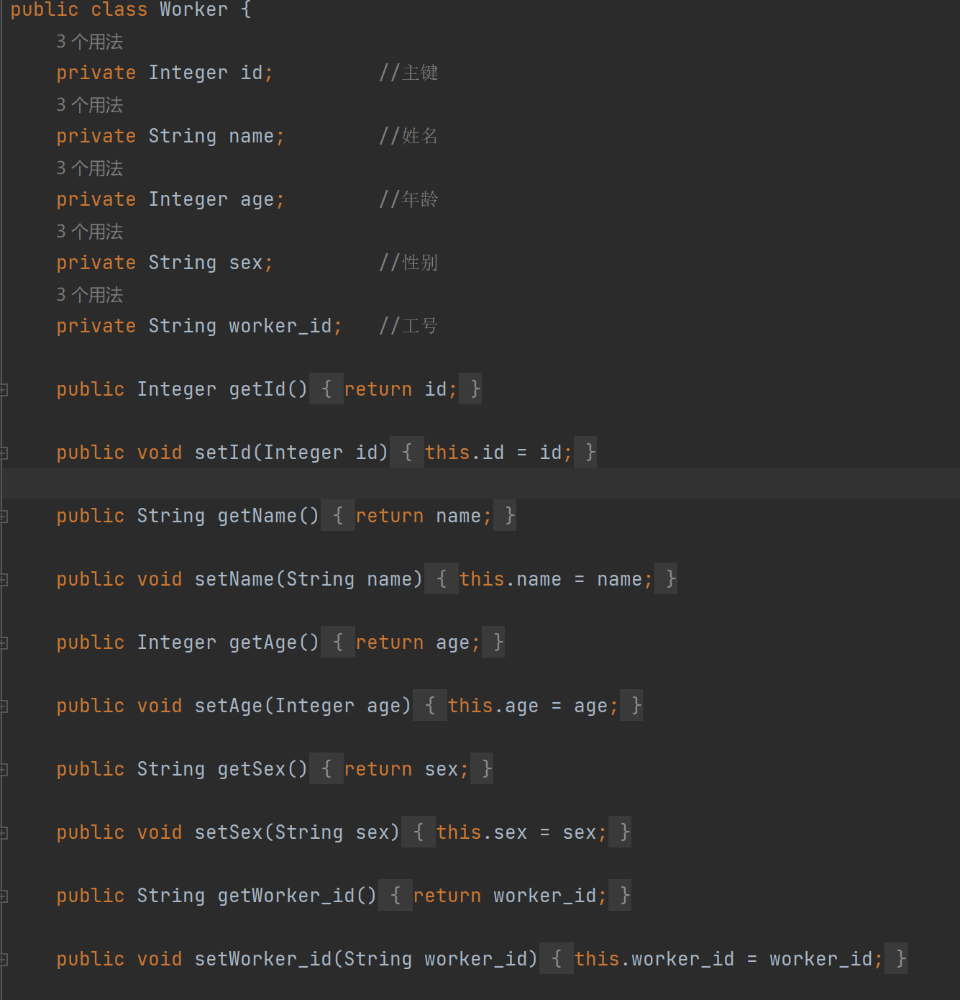 public class Worker {
3 个用法
private Integer id; //主键
3 个用法
private String name; //姓名
3 个用法
private Integer age; //年龄
3 个用法
private String sex; //性别
3 个用法
private String worker_id; //工号
public Integer getId() { return id; }
public void setId(Integer id) { this.id = id; }
public String getName() { return name; }
public void setName(String name) { this.name = name; }
public Integer getAge() { return age; }
public void setAge(Integer age) { this.age = age; }
public String getSex() { return sex; }
public void setSex(String sex) { this.sex = sex; }
public String getWorker_id() { return worker_id; }
public void setWorker_id(String worker_id) { this.worker_id = worker_id; }